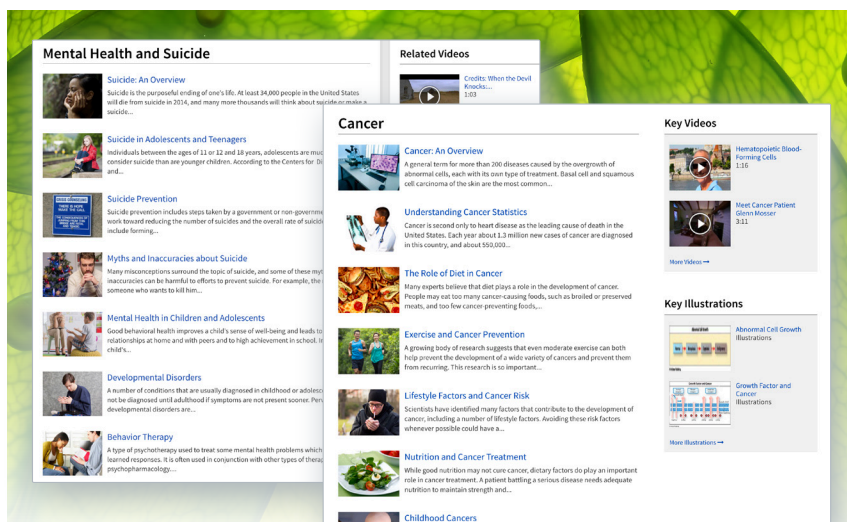 Mental Health and Suicide
Suicide: An Overview
Suicide is the purposeful ending of one's life. At least 34,000 people in the United States
will die from suicide in 2014, and many more thousands will think about suicide or make a
suicide...
Suicide in Adolescents and Teenagers
Individuals between the ages of 11 or 12 and 18 years, adolescents are
consider suicide than are younger children. According to the Centers for
and...
Suicide Prevention
Suicide prevention includes steps taken by a government or
work toward reducing the number of suicides and the overall rate of
include forming...
Myths and Inaccuracies about Suicide
Many misconceptions surround the topic of suicide, and some of these
inaccuracies can be harmful to efforts to prevent suicide. For example, the
someone who wants to kill him...
Mental Health in Children and Adolescents
Good behavioral health improves a child's sense of well-being and leads to
relationships at home and with peers and to high achievement in school.
child's...
Developmental Disorders
A number of conditions that are usually diagnosed in childhood or
not be diagnosed until adulthood if symptoms are not present sooner.
developmental disorders are...
Behavior Therapy
A type of psychotherapy used to treat some mental health problems which
learned responses. It is often used in conjunction with other types of
psychopharmacology....
Related Videos
Credits: When the Devil
Knocks:...
1:03
Cancer
Cancer: An Overview
A general term for more than 200 diseases caused by the overgrowth of
abnormal cells, each with its own type of treatment. Basal cell and squamous
cell carcinoma of the skin are the most common...
Understanding Cancer Statistics
Cancer is second only to heart disease as the leading cause of death in the
United States. Each year about 1.3 million new cases of cancer are diagnosed
in this country, and about 550,000...
The Role of Diet in Cancer
Many experts believe that diet plays a role in the development of cancer.
People may eat too many cancer-causing foods, such as broiled or preserved
meats, and too few cancer-preventing foods,...
Exercise and Cancer Prevention
A growing body of research suggests that even moderate exercise can both
help prevent the development of a wide variety of cancers and prevent them
from recurring. This research is so important...
Lifestyle Factors and Cancer Risk
Scientists have identified many factors that contribute to the development of
cancer, including a number of lifestyle factors. Avoiding these risk factors
whenever possible could have a...
Nutrition and Cancer Treatment
While good nutrition may not cure cancer, dietary factors do play an important
role in cancer treatment. A patient battling a serious disease needs adequate
nutrition to maintain strength and...
Childhood Cancers
Key Videos
Hematopoietic Blood-
Forming Cells
1:16
Meet Cancer Patient
Glenn Mosser
3:11
More Videos →
Key Illustrations
Abnormal Cell Growth
Illustrations
Growth Factor and
Cancer
Illustrations
More Illustrations →